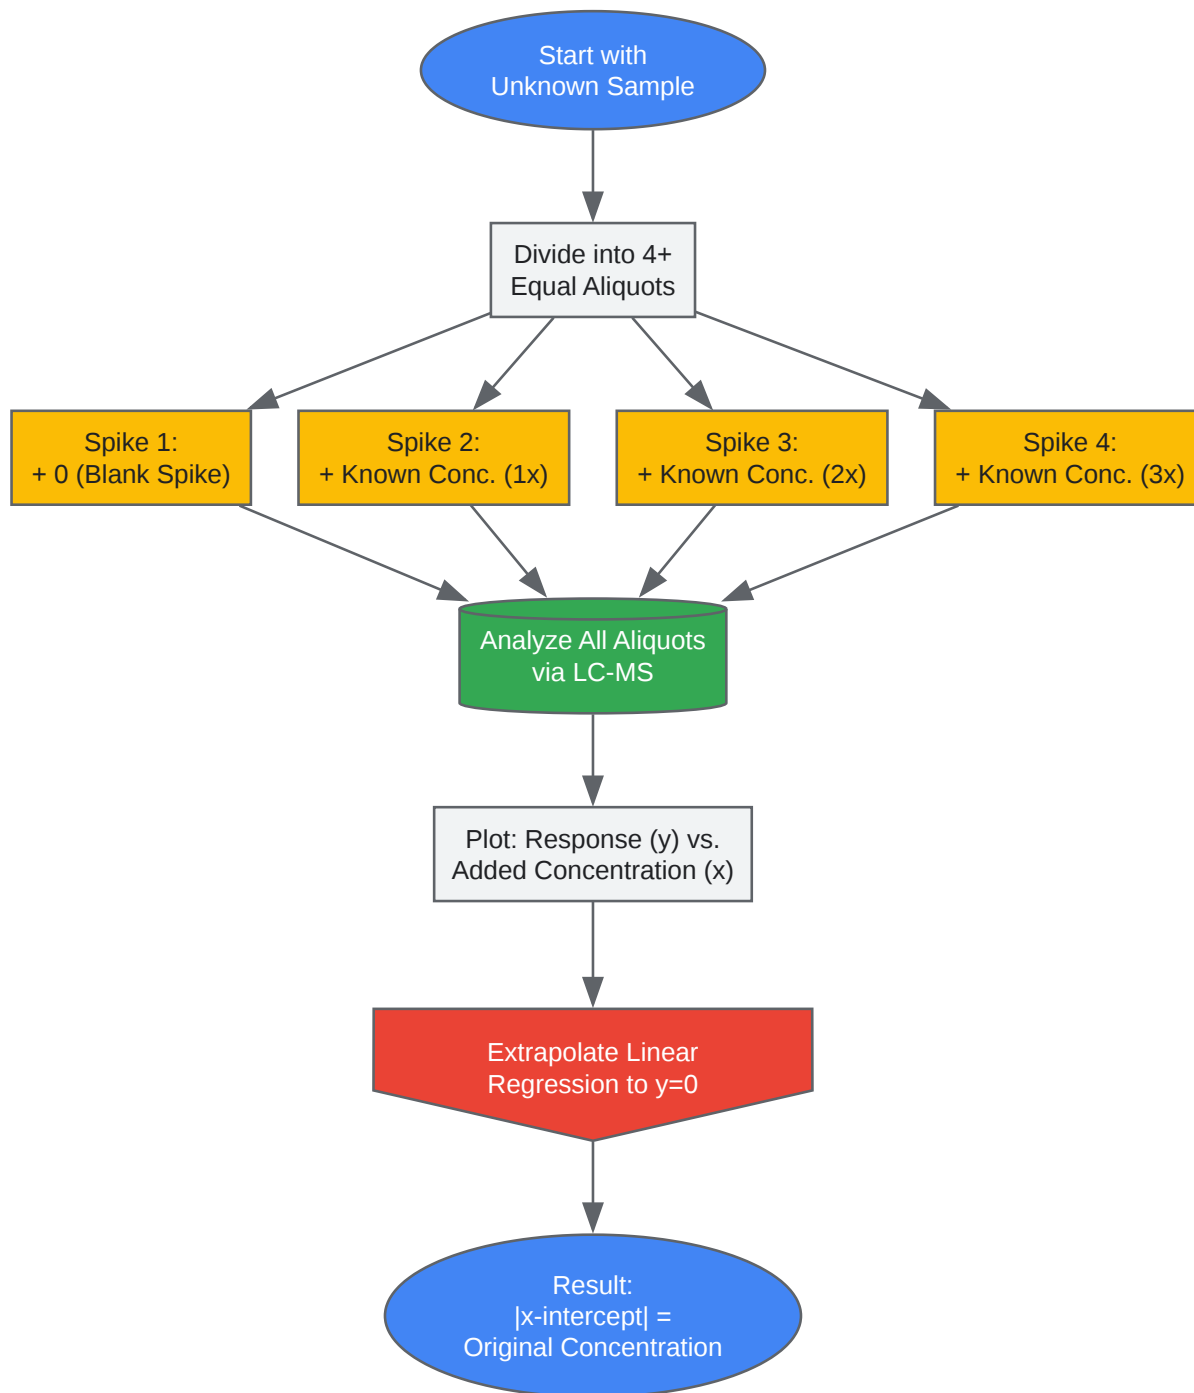 Start with
Unknown Sample
Divide into 4+
Equal Aliquots
Spike 1:
+ 0 (Blank Spike)
Spike 2:
+ Known Conc. (1x)
Spike 3:
+ Known Conc. (2x)
Spike 4:
+ Known Conc. (3x)
Analyze All Aliquots
via LC-MS
Plot: Response (y) vs.
Added Concentration (x)
Extrapolate Linear
Regression to y=0
Result:
|x-intercept| =
Original Concentration